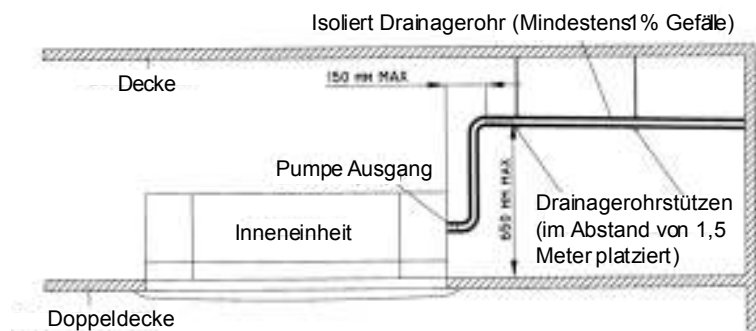 Isoliert Drainagerohr (Mindestens1% Gefälle)
150 MM MAX
Decke
Pumpe Ausgang
650 MM MAX
Drainagerohrstützen
(im Abstand von 1,5
Meter platziert)
Inneneinheit
Doppeldecke